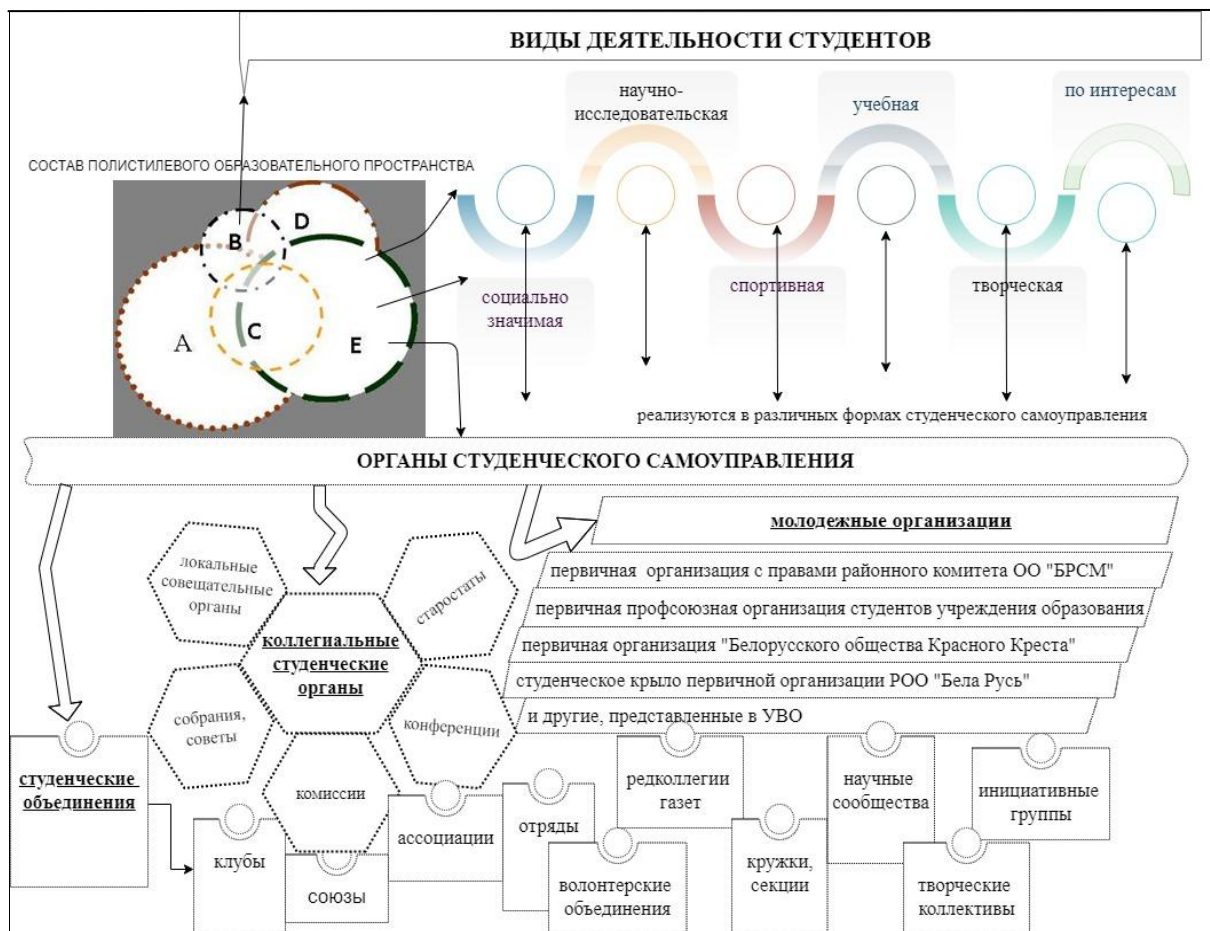 ВИДЫ ДЕЯТЕЛЬНОСТИ СТУДЕНТОВ
научно-
исследовательская
учебная
по интересам
СОСТАВ ПОЛИСТИЛЕВОГО ОБРАЗОВАТЕЛЬНОГО ПРОСТРАНСТВА
B
D
A
C
E
социально
значимая
спортивная
творческая
реализуются в различных формах студенческого самоуправления
ОРГАНЫ СТУДЕНЧЕСКОГО САМОУПРАВЛЕНИЯ
молодежные организации
первичная организация с правами районного комитета ОО "БРСМ"
первичная профсоюзная организация студентов учреждения образования
первичная организация "Белорусского общества Красного Креста"
студенческое крыло первичной организации РОО "Бела Русь"
и другие, представленные в УВО
локальные
совещательные
органы
старостаты
коллегиальные
студенческие
органы
собрания,
советы
конференции
комиссии
студенческие
объединения
клубы
союзы
ассоциации
отряды
волонтерские
объединения
редколлегии
газет
кружки,
секции
научные
сообщества
творческие
коллективы
инициативные
группы